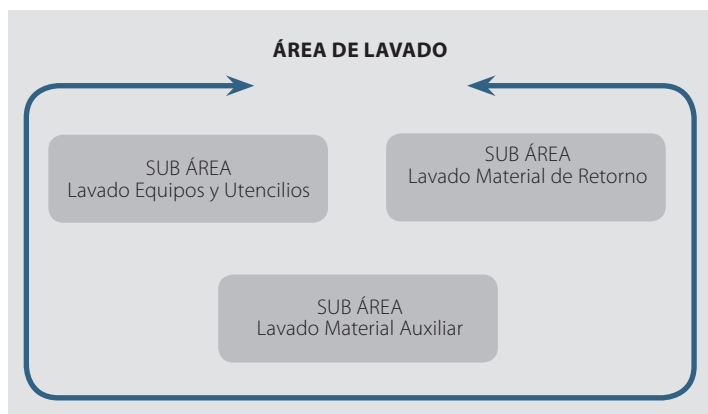 ÁREA DE LAVADO
SUB ÁREA
Lavado Equipos y Utencilios
SUB ÁREA
Lavado Material de Retorno
SUB ÁREA
Lavado Material Auxiliar